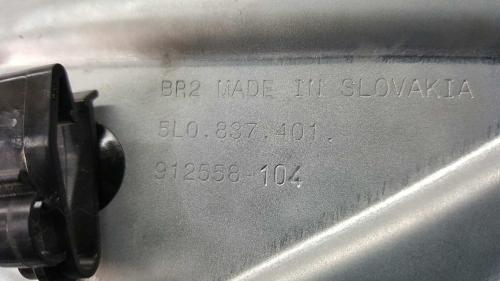 BR2 MADE IN SLOVAKIA
5L0.837.401.
912558-104